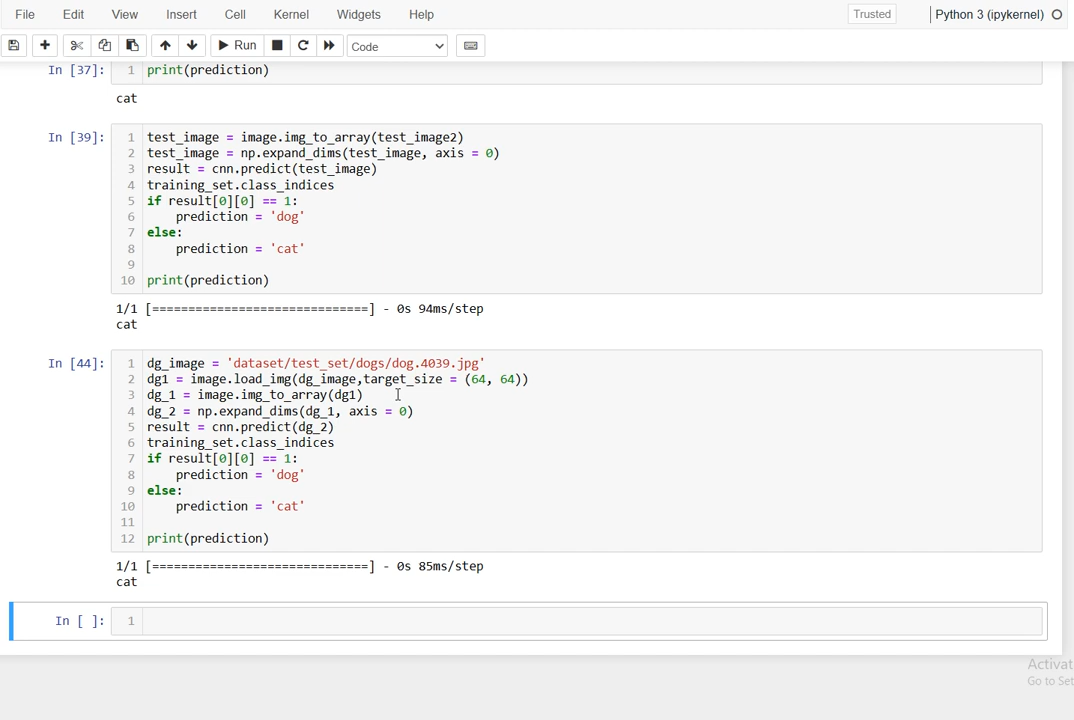 File Edit View Insert Cell Kernel Widgets Help Trusted Python 3 (ipykernel)
Run Code
In [37]: 1 print(prediction)
cat
In [39]: 1 test_image = image.img_to_array(test_image2)
2 test_image = np.expand_dims(test_image, axis = 0)
3 result = cnn.predict(test_image)
4 training_set.class_indices
5 if result[0][0] == 1:
6 prediction = 'dog'
7 else:
8 prediction = 'cat'
9
10 print(prediction)
1/1 [==============================] - 0s 94ms/step
cat
In [44]: 1 dg_image = 'dataset/test_set/dogs/dog.4039.jpg'
2 dg1 = image.load_img(dg_image,target_size = (64, 64))
3 dg_1 = image.img_to_array(dg1)
4 dg_2 = np.expand_dims(dg_1, axis = 0)
5 result = cnn.predict(dg_2)
6 training_set.class_indices
7 if result[0][0] == 1:
8 prediction = 'dog'
9 else:
10 prediction = 'cat'
11
12 print(prediction)
1/1 [==============================] - 0s 85ms/step
cat
In [ ]: 1
Activat
Go to Set